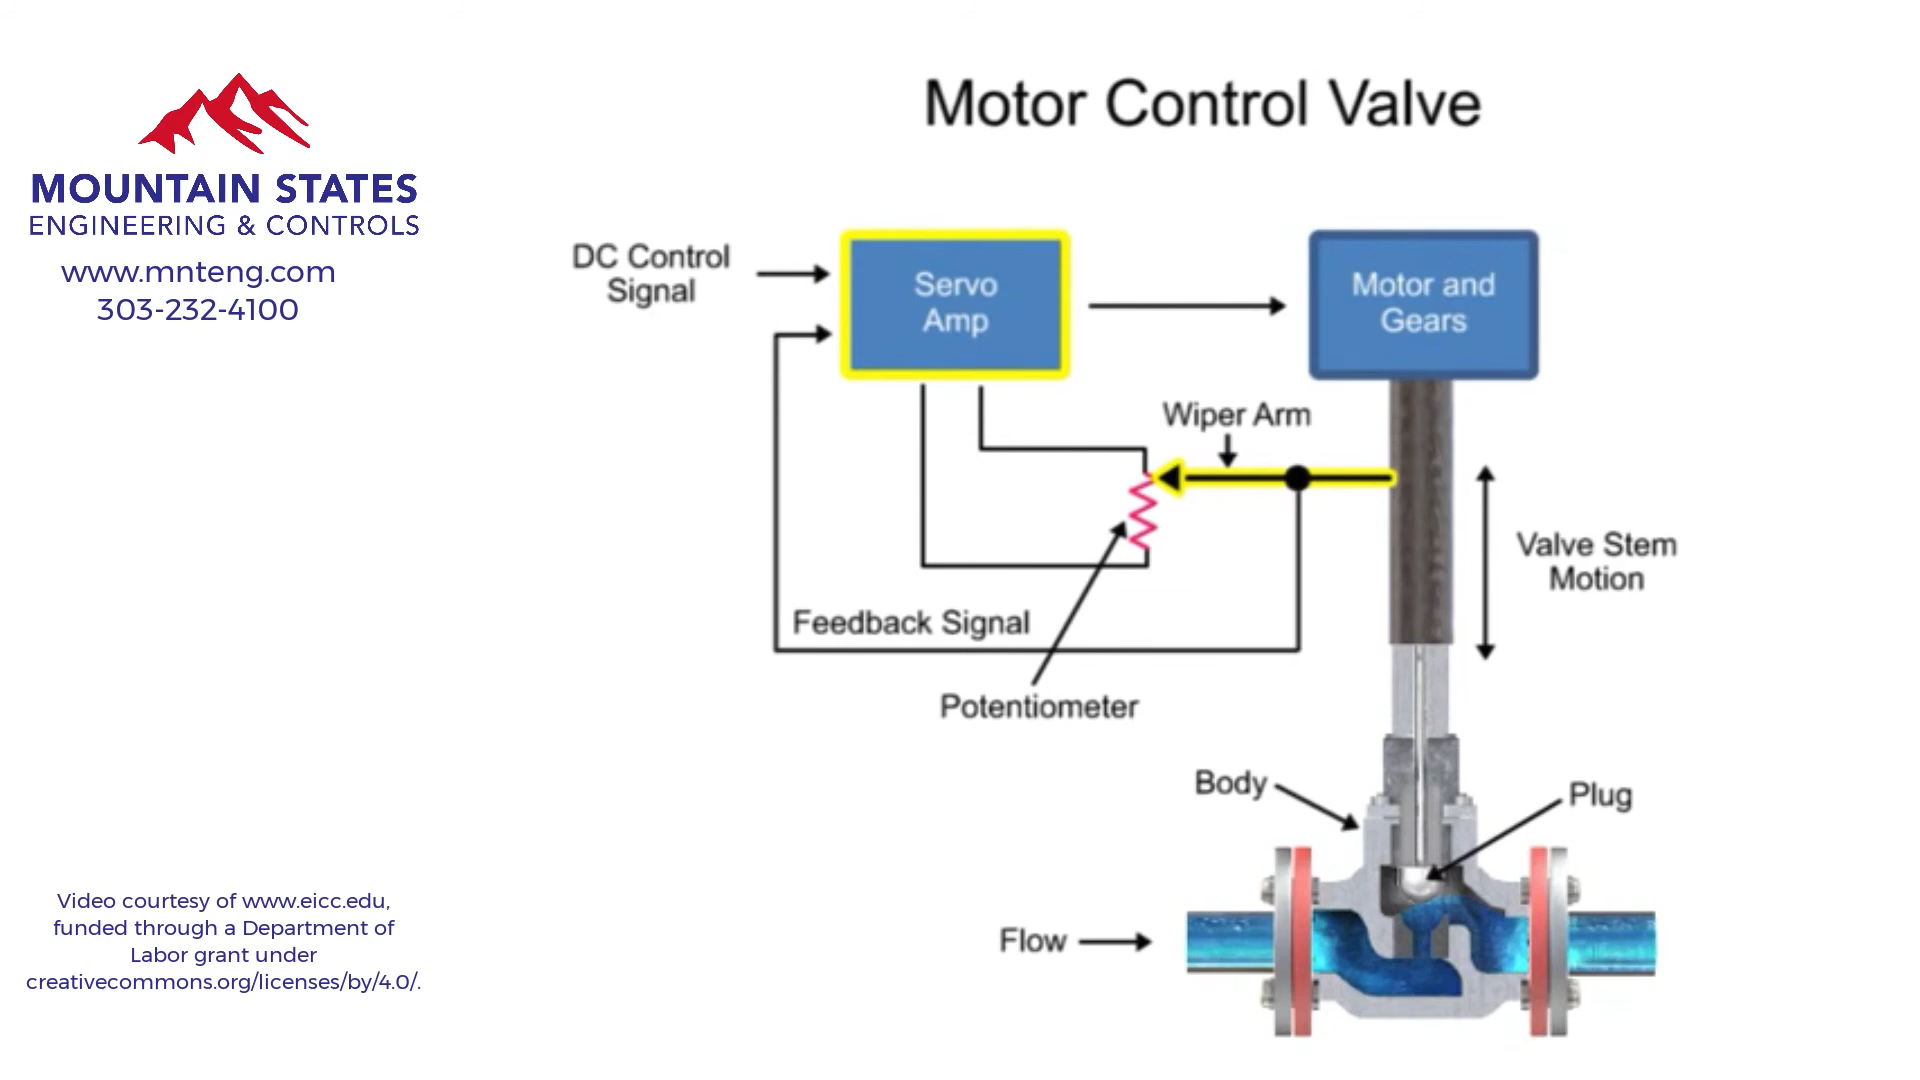 MOUNTAIN STATES
ENGINEERING & CONTROLS
www.mnteng.com
303-232-4100
Motor Control Valve
DC Control
Signal
Servo
Amp
Motor and
Gears
Wiper Arm
Valve Stem
Motion
Feedback Signal
Potentiometer
Body
Plug
Flow
Video courtesy of www.eicc.edu,
funded through a Department of
Labor grant under
creativecommons.org/licenses/by/4.0/.